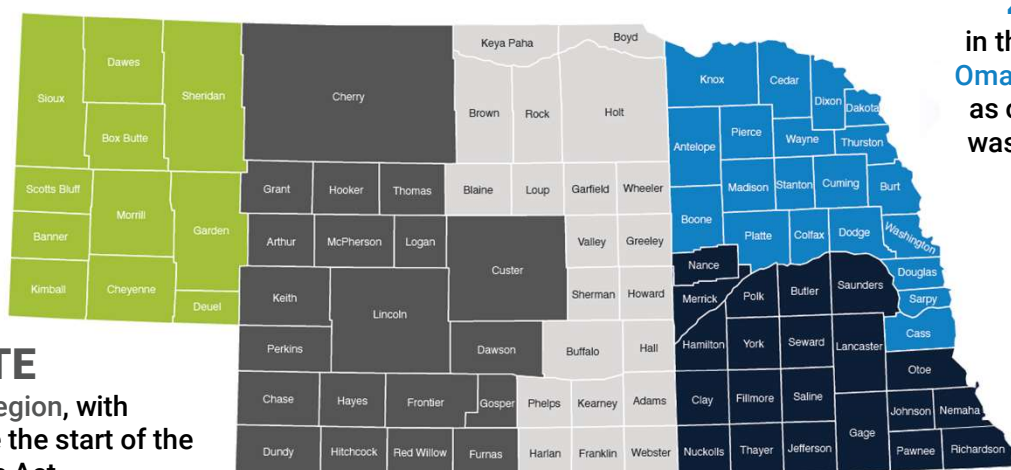 Boyd
Keya Paha
in th
Knox
Cedar
Oma
Dawes
Sioux
Sheridan
Cherry
Dixon
Dakota
as
Brown
Rock
Holt
Box Butte
Antelope
Pierce
Wayne
Thurston
was
Scotts Bluff
Grant
Hooker
Thomas
Blaine
Loup
Garfield
Wheeler
Madison
Stanton
Cuming
Burt
Morrill
Banner
Garden
Arthur
McPherson
Logan
Valley
Greeley
Boone
Platte
Colfax
Dodge
Washington
Custer
Nance
Douglas
Kimball
Cheyenne
Deuel
Keith
Lincoln
Sherman
Howard
Merrick
Polk
Butler
Saunders
Sarpy
Perkins
Dawson
Buffalo
Hall
Hamilton
York
Seward
Lancaster
Cass
TE
Otoe
egion, with
Chase
Hayes
Frontier
Gosper
Phelps
Kearney
Adams
Clay
Fillmore
Saline
Johnson
Nemaha
the start of the
Gage
Dundy
Hitchcock
Red Willow
Furnas
Harlan
Franklin
Webster
Nuckolls
Thayer
Jefferson
Pawnee
Richardson
Act